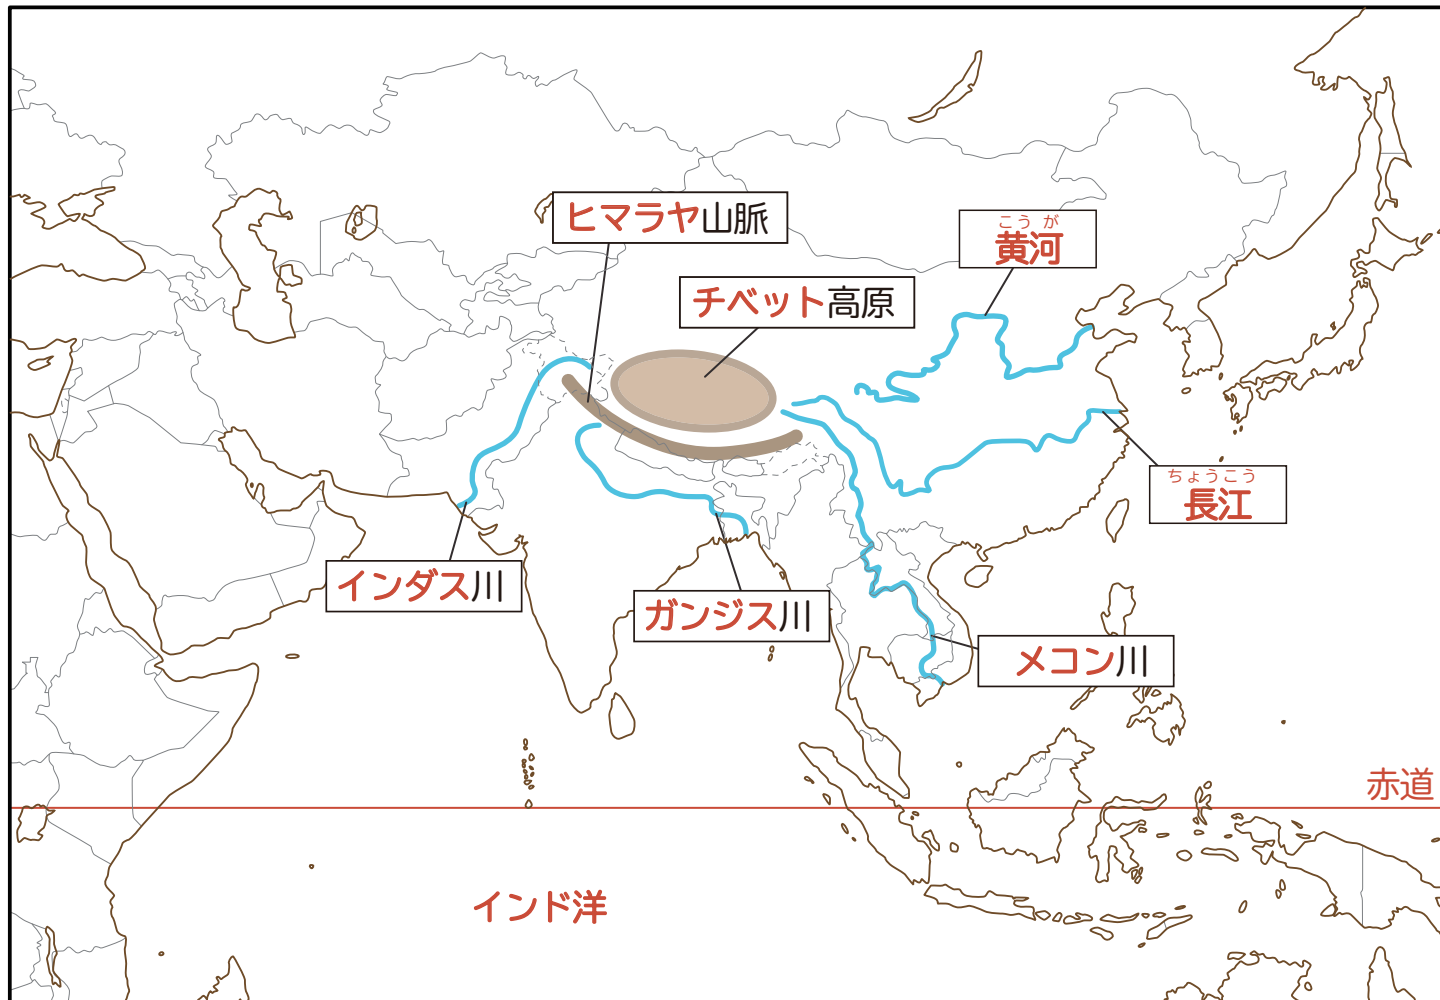 ヒマラヤ山脈
こうが
黄河
チベット高原
ちょうこう
長江
インダス川
ガンジス川
メコン川
赤道
インド洋